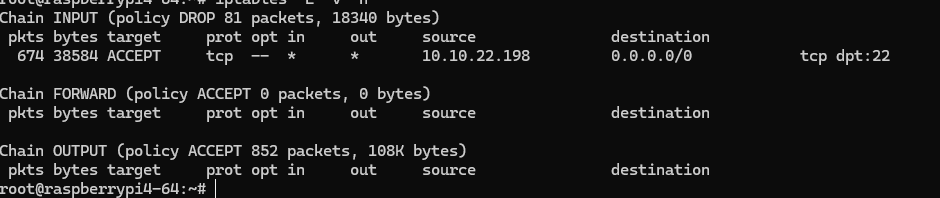 root@raspberrypi4-64:~# iptables -L -v -n
Chain INPUT (policy DROP 81 packets, 18340 bytes)
 pkts bytes target     prot opt in     out     source               destination
  674 38584 ACCEPT     tcp  --  *      *       10.10.22.198         0.0.0.0/0            tcp dpt:22
Chain FORWARD (policy ACCEPT 0 packets, 0 bytes)
 pkts bytes target     prot opt in     out     source               destination
Chain OUTPUT (policy ACCEPT 852 packets, 108K bytes)
 pkts bytes target     prot opt in     out     source               destination
root@raspberrypi4-64:~#